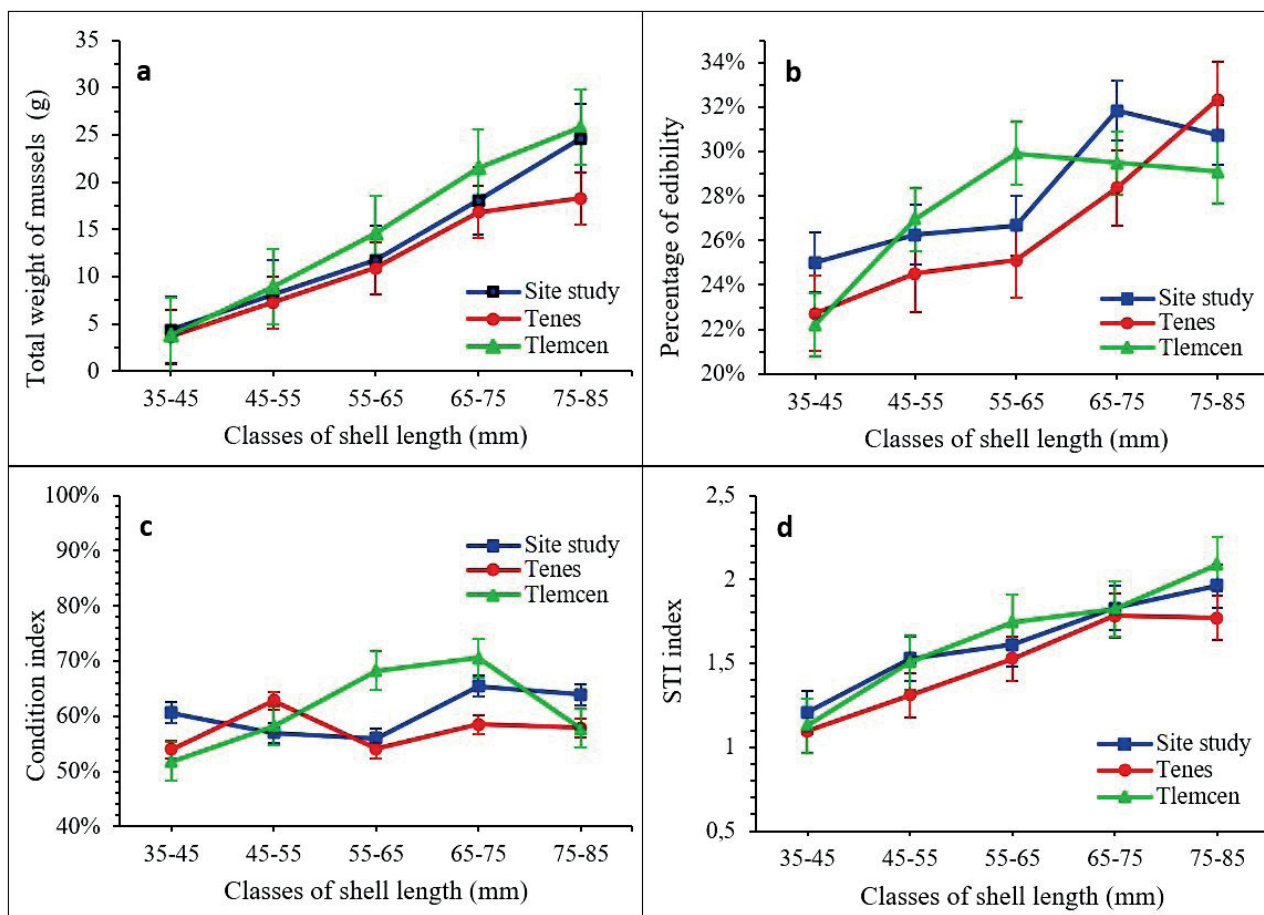 a
Total weight of mussels (g)
35
30
25
20
15
10
5
0
35-45 45-55 55-65 65-75 75-85
Classes of shell length (mm)
Site study
Tenes
Tlemcen
b
Percentage of edibility
34%
32%
30%
28%
26%
24%
22%
20%
35-45 45-55 55-65 65-75 75-85
Classes of shell length (mm)
Site study
Tenes
Tlemcen
c
Condition index
100%
90%
80%
70%
60%
50%
40%
35-45 45-55 55-65 65-75 75-85
Classes of shell length (mm)
Site study
Tenes
Tlemcen
d
STI index
2,5
2
1,5
1
0,5
35-45 45-55 55-65 65-75 75-85
Classes of shell length (mm)
Site study
Tenes
Tlemcen